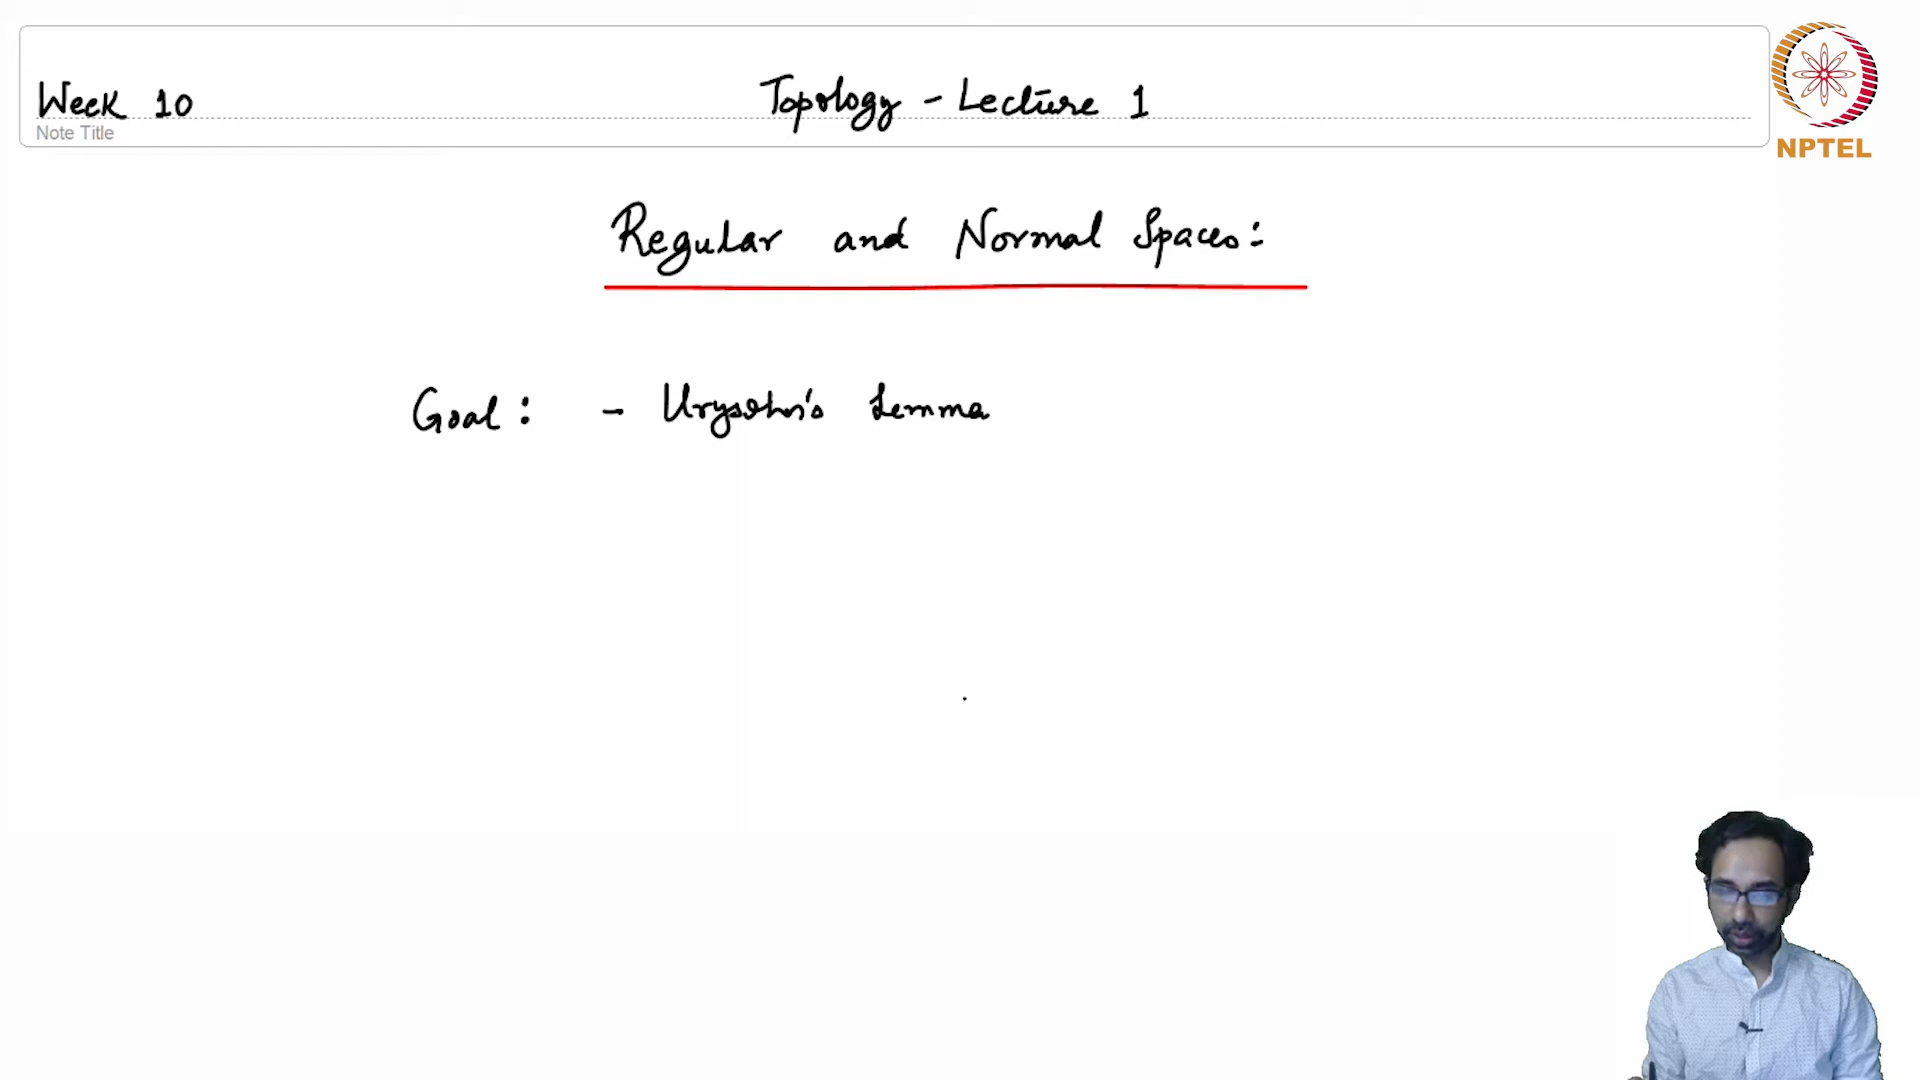 Week 10
Topology - Lecture 1
Note Title
NPTEL
Regular and Normal Spaces:
Goal: - Urysohn's Lemma